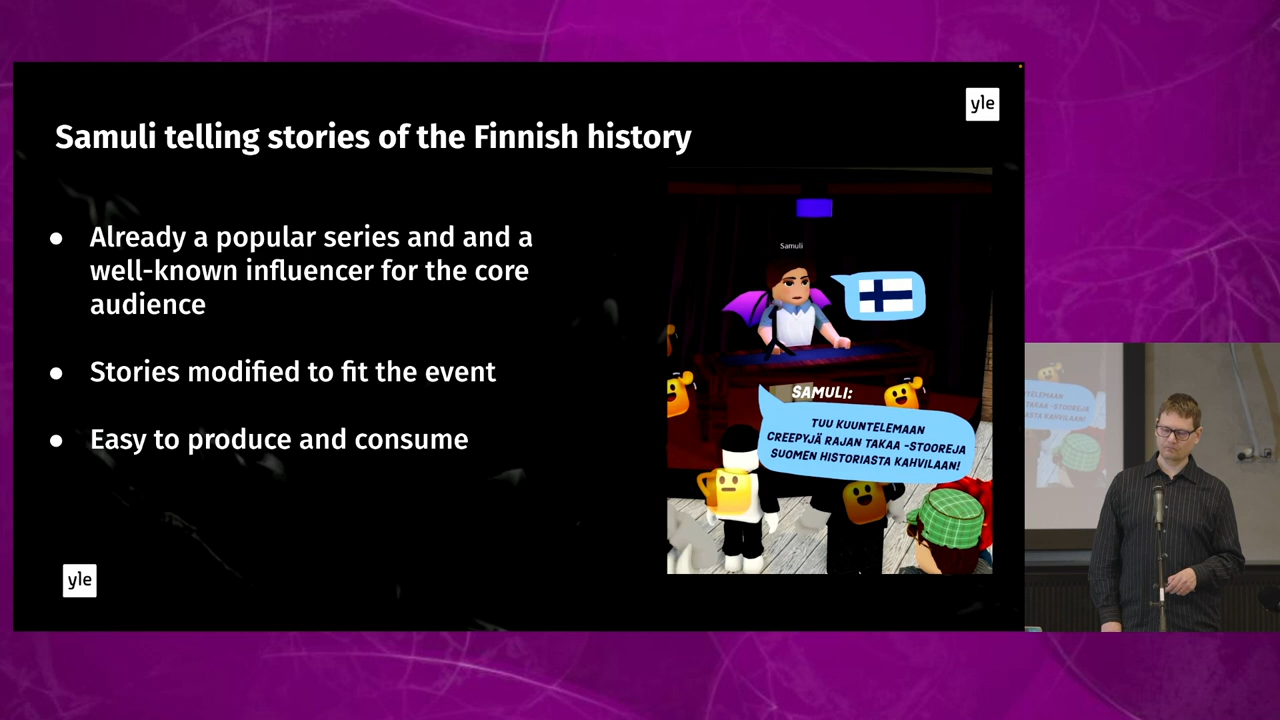 yle
Samuli telling stories of the Finnish history
● Already a popular series and and a
well-known influencer for the core
audience
● Stories modified to fit the event
● Easy to produce and consume
Samuli
SAMULI:
TUU KUUNTELEMAAN
CREEPYJÄ RAJAN TAKAA -STOOREJA
SUOMEN HISTORIASTA KAHVILAAN!
yle